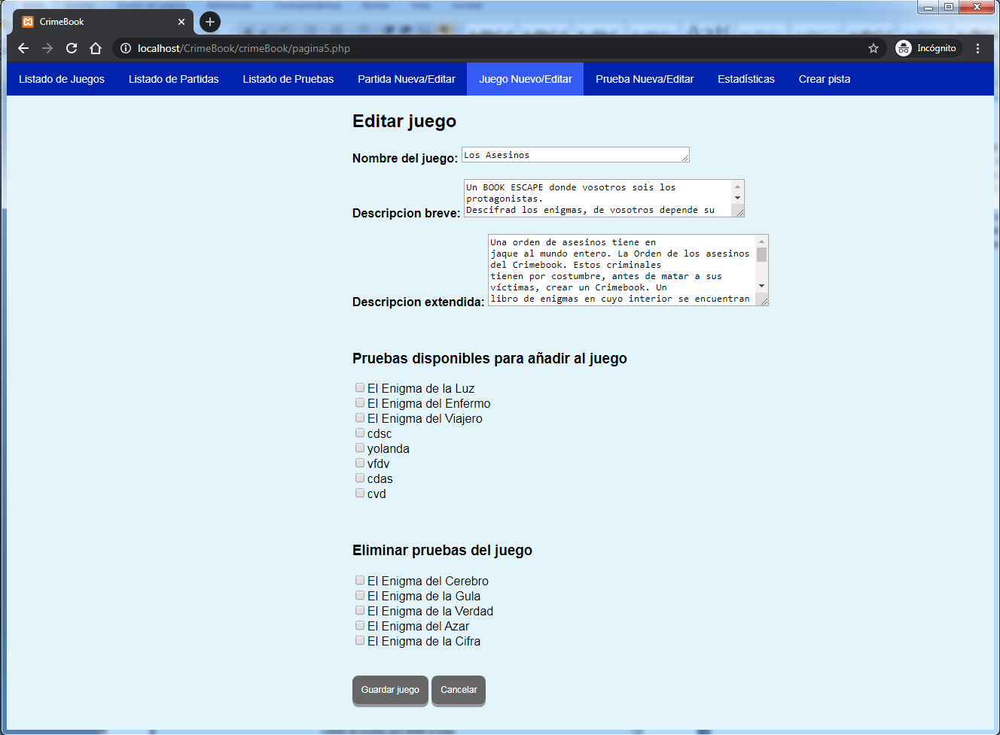 CrimeBook
localhost/CrimeBook/crimeBook/pagina5.php
Incógnito
Listado de Juegos
Listado de Partidas
Listado de Pruebas
Partida Nueva/Editar
Juego Nuevo/Editar
Prueba Nueva/Editar
Estadísticas
Crear pista
Editar juego
Nombre del juego:
Los Asesinos
Descripcion breve:
Un BOOK ESCAPE donde vosotros sois los
protagonistas.
Descifrad los enigmas, de vosotros depende su
Descripcion extendida:
Una orden de asesinos tiene en
jaque al mundo entero. La Orden de los asesinos
del Crimebook. Estos criminales
tienen por costumbre, antes de matar a sus
víctimas, crear un Crimebook. Un
libro de enigmas en cuyo interior se encuentran
Pruebas disponibles para añadir al juego
El Enigma de la Luz
El Enigma del Enfermo
El Enigma del Viajero
cdsc
yolanda
vfdv
cdas
cvd
Eliminar pruebas del juego
El Enigma del Cerebro
El Enigma de la Gula
El Enigma de la Verdad
El Enigma del Azar
El Enigma de la Cifra
Guardar juego
Cancelar